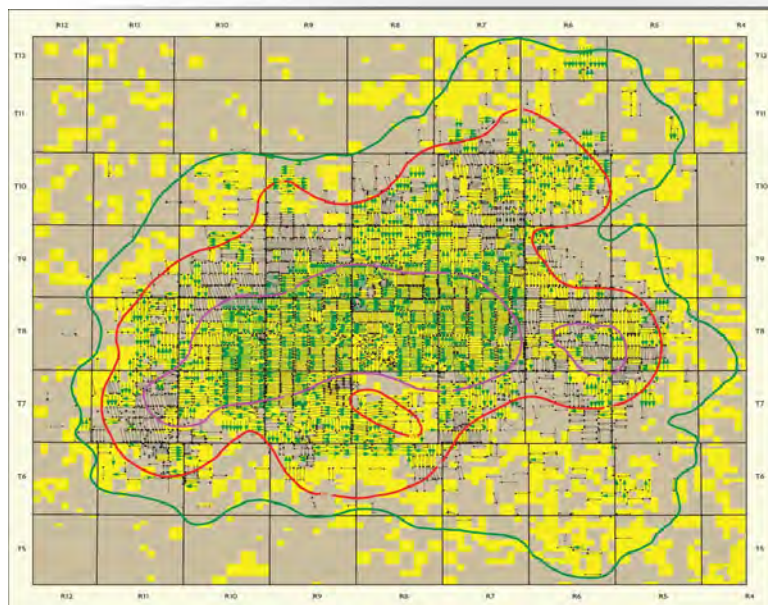 R12 R11 R10 R9 R8 R7 R6 R5 R4
T12 T12
T11 T11
T10 T10
T9 T9
T8 T8
T7 T7
T6 T6
T5 T5
R12 R11 R10 R9 R8 R7 R6 R5 R4